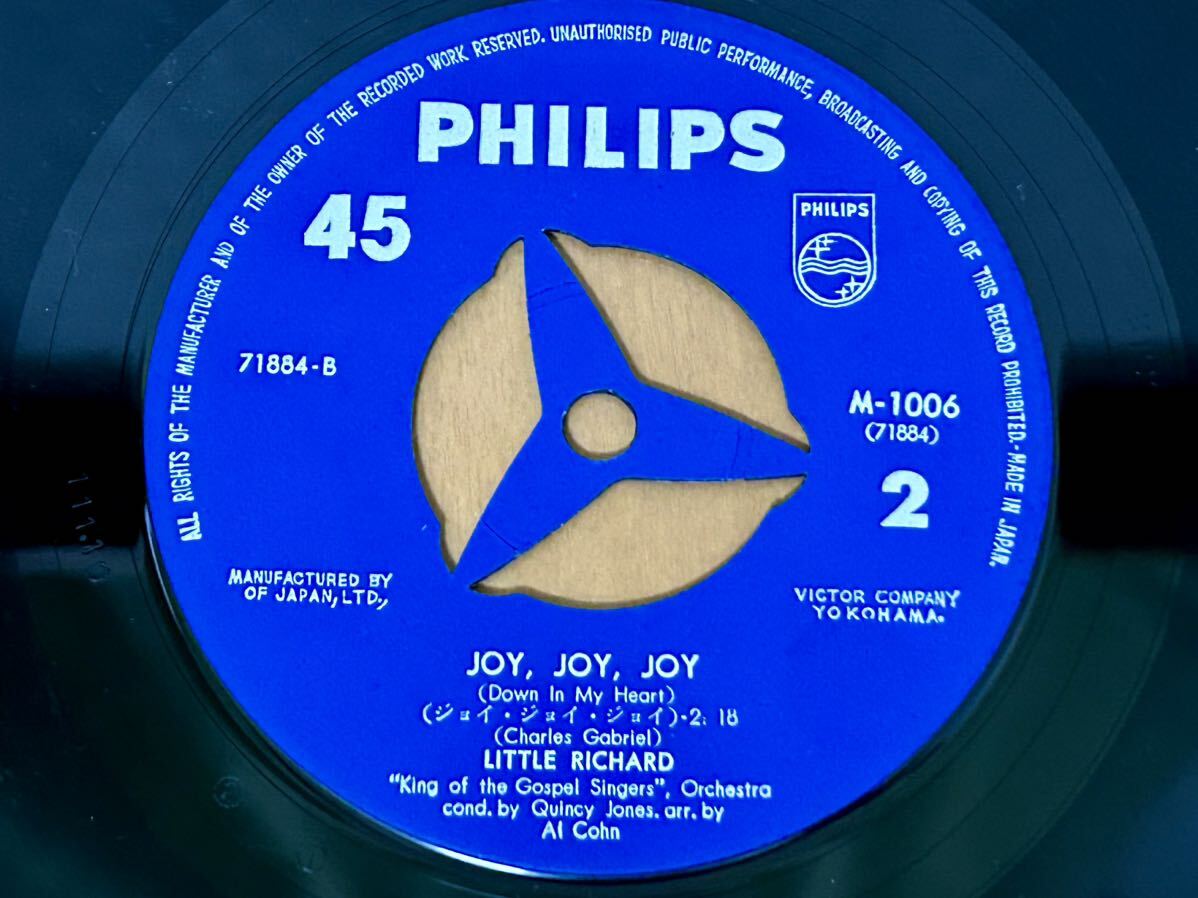 ALL RIGHTS OF THE MANUFACTURER AND OF THE OWNER OF THE RECORDED WORK RESERVED. UNAUTHORISED PUBLIC PERFORMANCE, BROADCASTING AND COPYING OF THIS RECORD PROHIBITED.-MADE IN JAPAN.
PHILIPS
45
PHILIPS
71884-B
M-1006
(71884)
2
MANUFACTURED BY VICTOR COMPANY
OF JAPAN, LTD., YOKOHAMA.
JOY, JOY, JOY
(Down In My Heart)
(ジョイ・ジョイ・ジョイ)-2:18
(Charles Gabriel)
LITTLE RICHARD
"King of the Gospel Singers", Orchestra
cond. by Quincy Jones. arr. by
Al Cohn